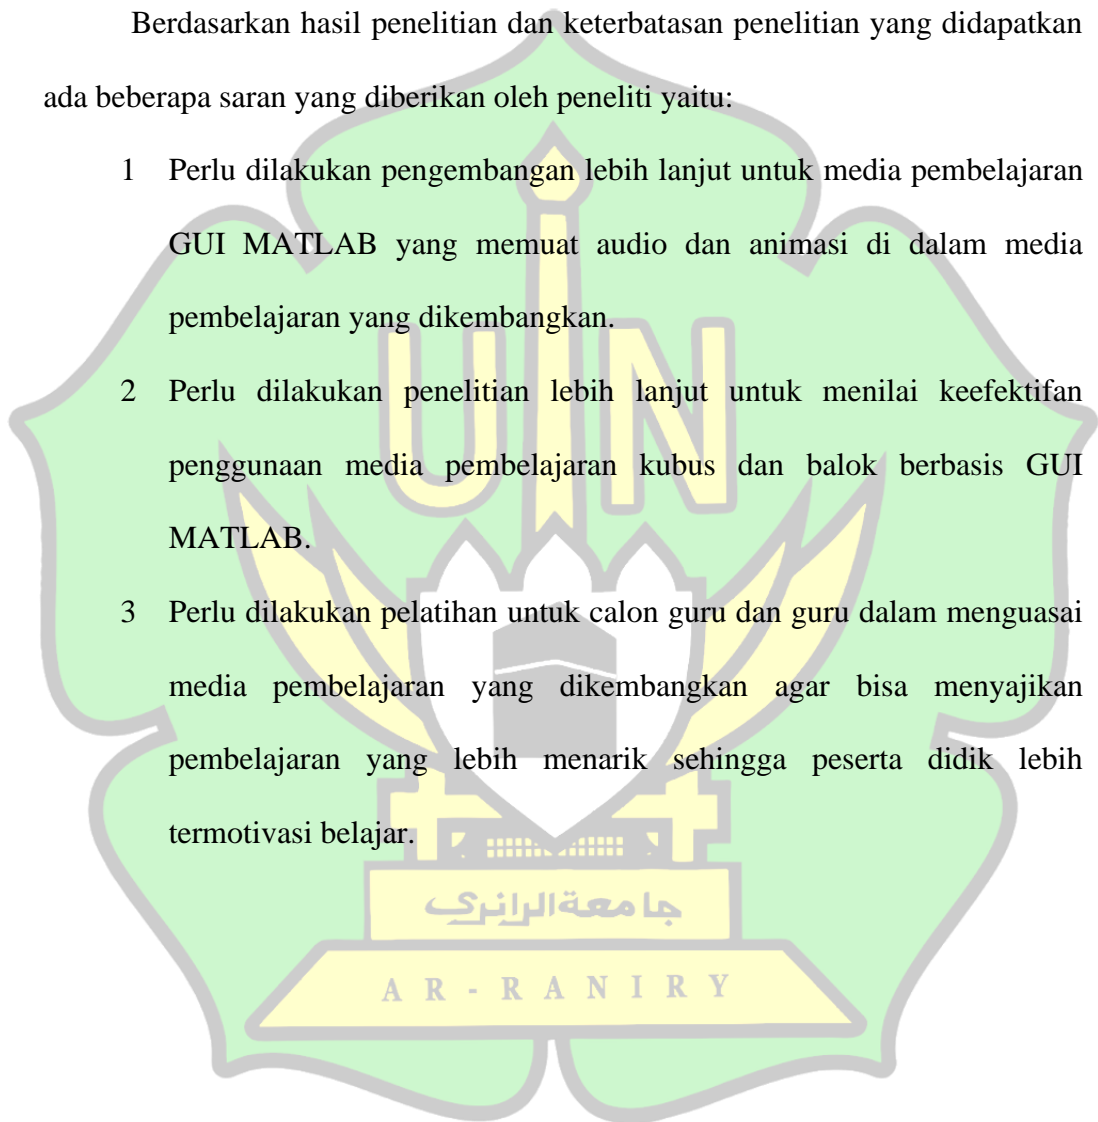 Berdasarkan hasil penelitian dan keterbatasan penelitian yang didapatkan
ada beberapa saran yang diberikan oleh peneliti yaitu:
1 Perlu dilakukan pengembangan lebih lanjut untuk media pembelajaran
GUI MATLAB yang memuat audio dan animasi di dalam media
pembelajaran yang dikembangkan.
2 Perlu dilakukan penelitian lebih lanjut untuk menilai keefektifan
penggunaan media pembelajaran kubus dan balok berbasis GUI
MATLAB.
3 Perlu dilakukan pelatihan untuk calon guru dan guru dalam menguasai
media pembelajaran yang dikembangkan agar bisa menyajikan
pembelajaran yang lebih menarik sehingga peserta didik lebih
termotivasi belajar.
UIN
جامعةالرانري
AR-RANIRY